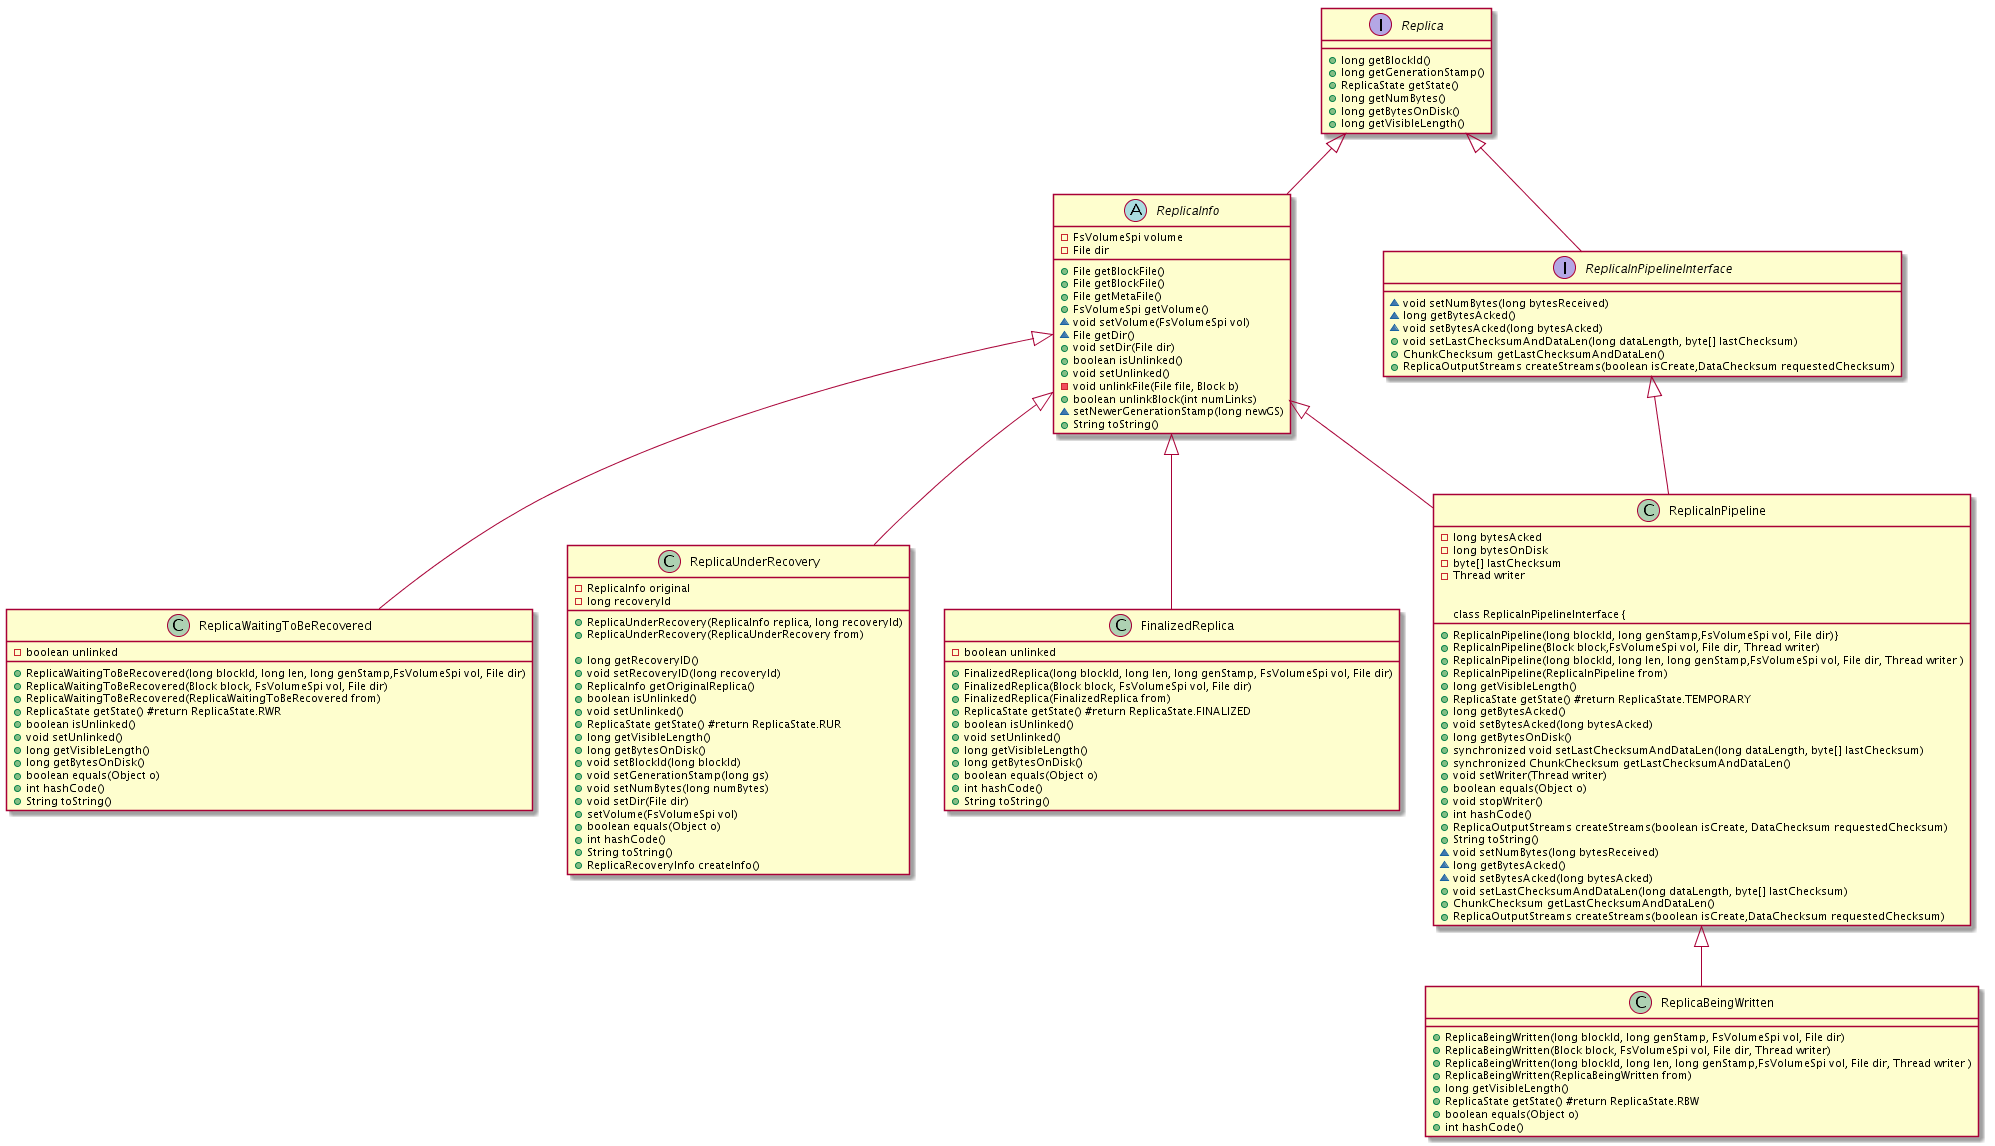 I Replica
long getBlockId()
long getGenerationStamp()
ReplicaState getState()
long getNumBytes()
long getBytesOnDisk()
long getVisibleLength()
A ReplicaInfo
FsVolumeSpi volume
File dir
File getBlockFile()
File getBlockFile()
File getMetaFile()
FsVolumeSpi getVolume()
void setVolume(FsVolumeSpi vol)
File getDir()
void setDir(File dir)
boolean isUnlinked()
void setUnlinked()
void unlinkFile(File file, Block b)
boolean unlinkBlock(int numLinks)
setNewerGenerationStamp(long newGS)
String toString()
I ReplicaInPipelineInterface
void setNumBytes(long bytesReceived)
long getBytesAcked()
void setBytesAcked(long bytesAcked)
void setLastChecksumAndDataLen(long dataLength, byte[] lastChecksum)
ChunkChecksum getLastChecksumAndDataLen()
ReplicaOutputStreams createStreams(boolean isCreate,DataChecksum requestedChecksum)
C ReplicaWaitingToBeRecovered
boolean unlinked
ReplicaWaitingToBeRecovered(long blockId, long len, long genStamp,FsVolumeSpi vol, File dir)
ReplicaWaitingToBeRecovered(Block block, FsVolumeSpi vol, File dir)
ReplicaWaitingToBeRecovered(ReplicaWaitingToBeRecovered from)
ReplicaState getState() #return ReplicaState.RWR
boolean isUnlinked()
void setUnlinked()
long getVisibleLength()
long getBytesOnDisk()
boolean equals(Object o)
int hashCode()
String toString()
C ReplicaUnderRecovery
ReplicaInfo original
long recoveryId
ReplicaUnderRecovery(ReplicaInfo replica, long recoveryId)
ReplicaUnderRecovery(ReplicaUnderRecovery from)
long getRecoveryID()
void setRecoveryID(long recoveryId)
ReplicaInfo getOriginalReplica()
boolean isUnlinked()
void setUnlinked()
ReplicaState getState() #return ReplicaState.RUR
long getVisibleLength()
long getBytesOnDisk()
void setBlockId(long blockId)
void setGenerationStamp(long gs)
void setNumBytes(long numBytes)
void setDir(File dir)
setVolume(FsVolumeSpi vol)
boolean equals(Object o)
int hashCode()
String toString()
ReplicaRecoveryInfo createInfo()
C FinalizedReplica
boolean unlinked
FinalizedReplica(long blockId, long len, long genStamp, FsVolumeSpi vol, File dir)
FinalizedReplica(Block block, FsVolumeSpi vol, File dir)
FinalizedReplica(FinalizedReplica from)
ReplicaState getState() #return ReplicaState.FINALIZED
boolean isUnlinked()
void setUnlinked()
long getVisibleLength()
long getBytesOnDisk()
boolean equals(Object o)
int hashCode()
String toString()
C ReplicaInPipeline
long bytesAcked
long bytesOnDisk
byte[] lastChecksum
Thread writer
class ReplicaInPipelineInterface {
ReplicaInPipeline(long blockId, long genStamp,FsVolumeSpi vol, File dir)}
ReplicaInPipeline(Block block,FsVolumeSpi vol, File dir, Thread writer)
ReplicaInPipeline(long blockId, long len, long genStamp,FsVolumeSpi vol, File dir, Thread writer )
ReplicaInPipeline(ReplicaInPipeline from)
long getVisibleLength()
ReplicaState getState() #return ReplicaState.TEMPORARY
long getBytesAcked()
void setBytesAcked(long bytesAcked)
long getBytesOnDisk()
synchronized void setLastChecksumAndDataLen(long dataLength, byte[] lastChecksum)
synchronized ChunkChecksum getLastChecksumAndDataLen()
void setWriter(Thread writer)
boolean equals(Object o)
void stopWriter()
int hashCode()
ReplicaOutputStreams createStreams(boolean isCreate, DataChecksum requestedChecksum)
String toString()
void setNumBytes(long bytesReceived)
long getBytesAcked()
void setBytesAcked(long bytesAcked)
void setLastChecksumAndDataLen(long dataLength, byte[] lastChecksum)
ChunkChecksum getLastChecksumAndDataLen()
ReplicaOutputStreams createStreams(boolean isCreate,DataChecksum requestedChecksum)
C ReplicaBeingWritten
ReplicaBeingWritten(long blockId, long genStamp, FsVolumeSpi vol, File dir)
ReplicaBeingWritten(Block block, FsVolumeSpi vol, File dir, Thread writer)
ReplicaBeingWritten(long blockId, long len, long genStamp,FsVolumeSpi vol, File dir, Thread writer )
ReplicaBeingWritten(ReplicaBeingWritten from)
long getVisibleLength()
ReplicaState getState() #return ReplicaState.RBW
boolean equals(Object o)
int hashCode()